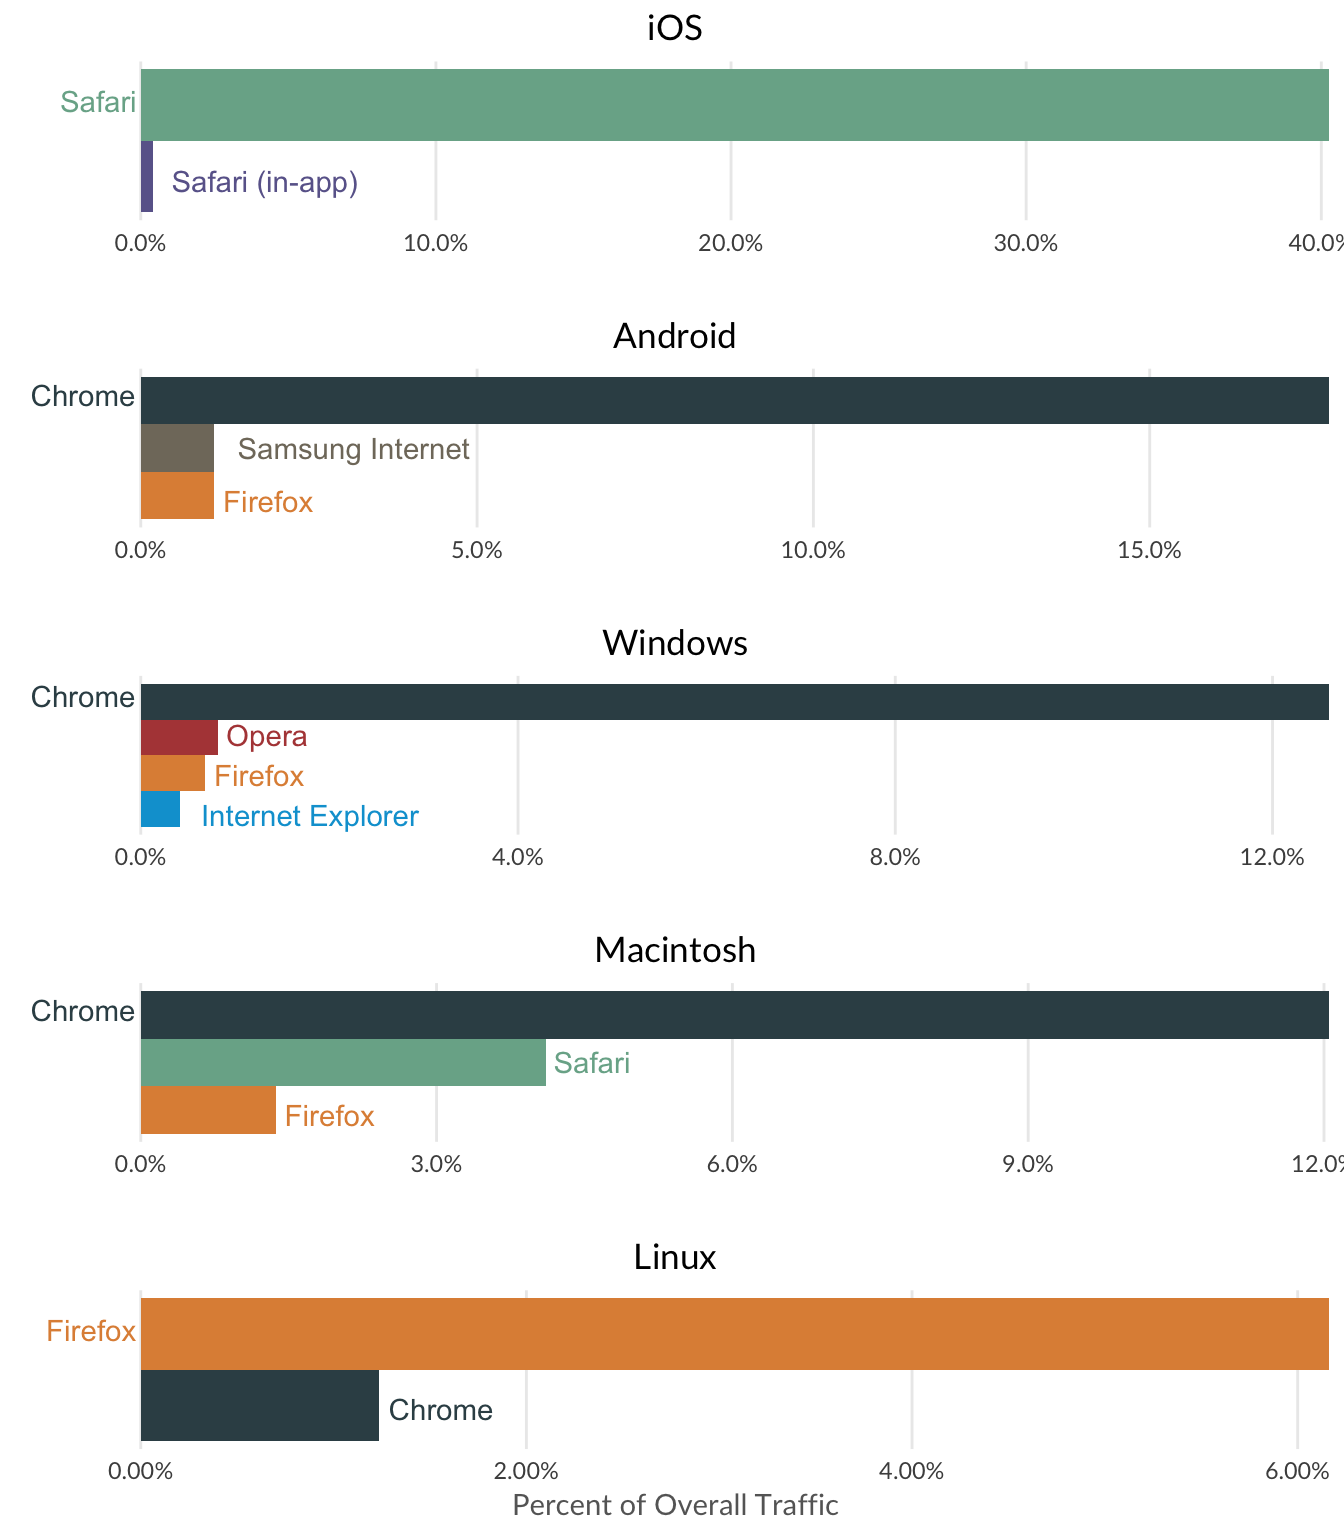 iOS
Safari
Safari (in-app)
0.0% 10.0% 20.0% 30.0% 40.0%
Android
Chrome
Samsung Internet
Firefox
0.0% 5.0% 10.0% 15.0%
Windows
Chrome
Opera
Firefox
Internet Explorer
0.0% 4.0% 8.0% 12.0%
Macintosh
Chrome
Safari
Firefox
0.0% 3.0% 6.0% 9.0% 12.0%
Linux
Firefox
Chrome
0.00% 2.00% 4.00% 6.00%
Percent of Overall Traffic